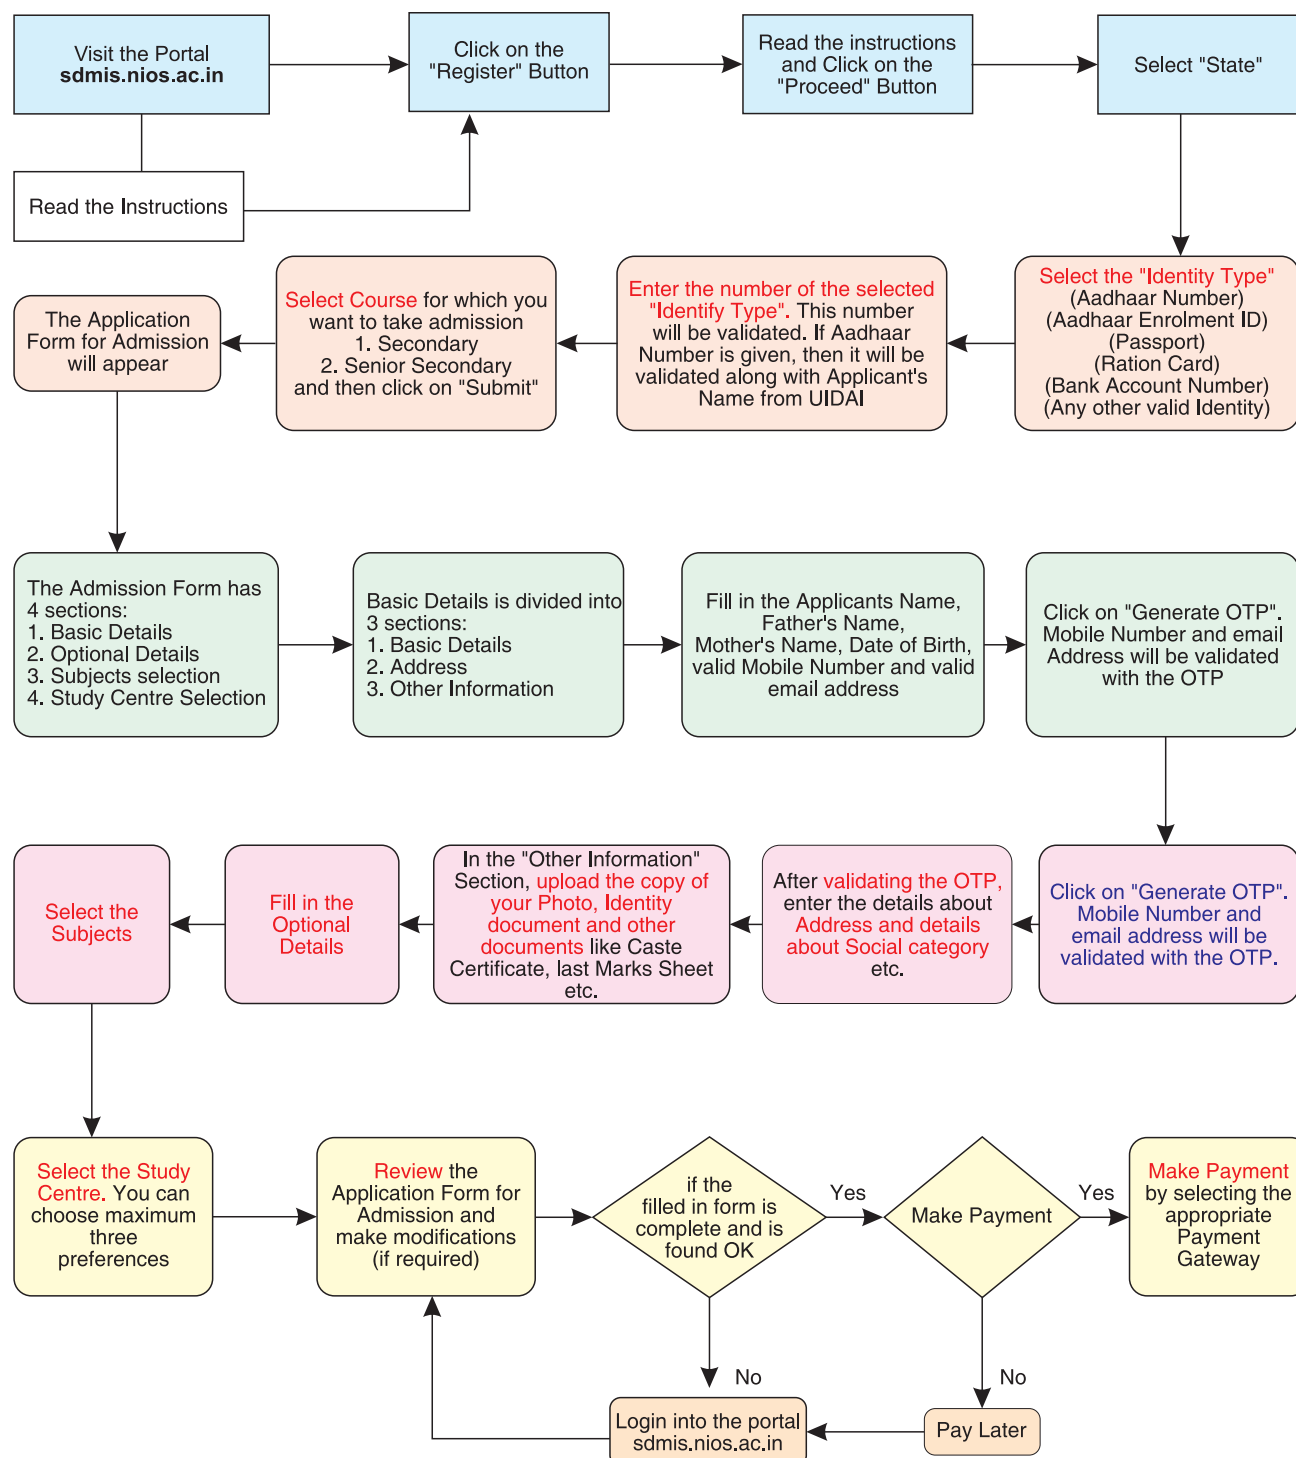 Visit the Portal
sdmis.nios.ac.in
Click on the
"Register" Button
Read the instructions
and Click on the
"Proceed" Button
Select "State"
Read the Instructions
Select the "Identity Type"
(Aadhaar Number)
(Aadhaar Enrolment ID)
(Passport)
(Ration Card)
(Bank Account Number)
(Any other valid Identity)
Enter the number of the selected
"Identify Type". This number
will be validated. If Aadhaar
Number is given, then it will be
validated along with Applicant's
Name from UIDAI
Select Course for which you
want to take admission
1. Secondary
2. Senior Secondary
and then click on "Submit"
The Application
Form for Admission
will appear
The Admission Form has
4 sections:
1. Basic Details
2. Optional Details
3. Subjects selection
4. Study Centre Selection
Basic Details is divided into
3 sections:
1. Basic Details
2. Address
3. Other Information
Fill in the Applicants Name,
Father's Name,
Mother's Name, Date of Birth,
valid Mobile Number and valid
email address
Click on "Generate OTP".
Mobile Number and email
Address will be validated
with the OTP
Click on "Generate OTP".
Mobile Number and
email address will be
validated with the OTP.
After validating the OTP,
enter the details about
Address and details
about Social category
etc.
In the "Other Information"
Section, upload the copy of
your Photo, Identity
document and other
documents like Caste
Certificate, last Marks Sheet
etc.
Fill in the
Optional
Details
Select the
Subjects
Select the Study
Centre. You can
choose maximum
three
preferences
Review the
Application Form for
Admission and
make modifications
(if required)
if the
filled in form is
complete and is
found OK
Yes
Make Payment
Yes
Make Payment
by selecting the
appropriate
Payment
Gateway
No
No
Login into the portal
sdmis.nios.ac.in
Pay Later